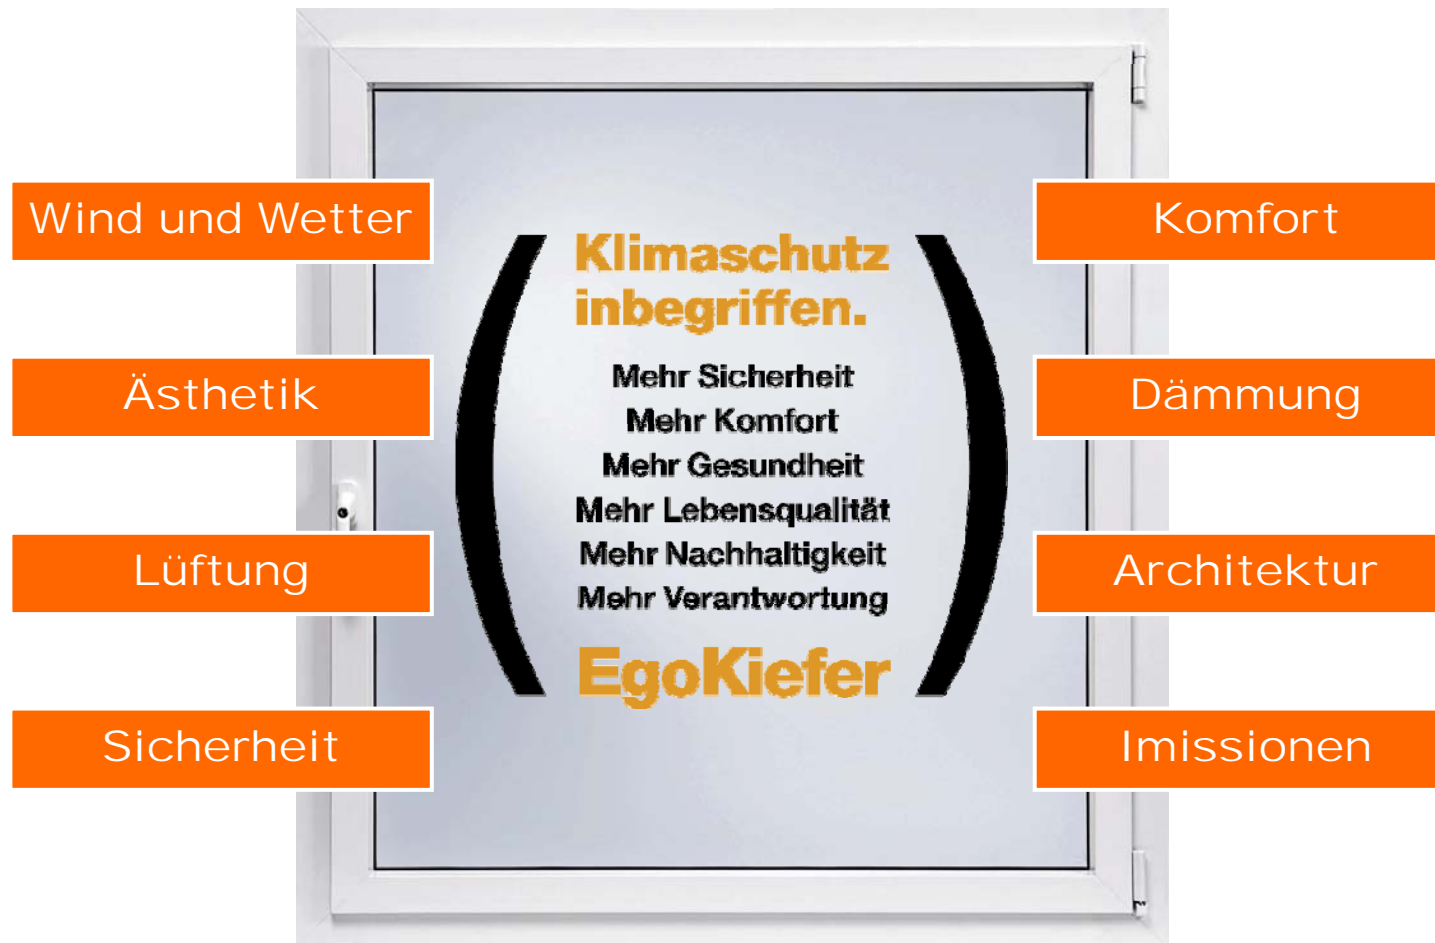 Wind und Wetter
Ästhetik
Lüftung
Sicherheit
Klimaschutz
inbegriffen.
Mehr Sicherheit
Mehr Komfort
Mehr Gesundheit
Mehr Lebensqualität
Mehr Nachhaltigkeit
Mehr Verantwortung
EgoKiefer
Komfort
Dämmung
Architektur
Imissionen